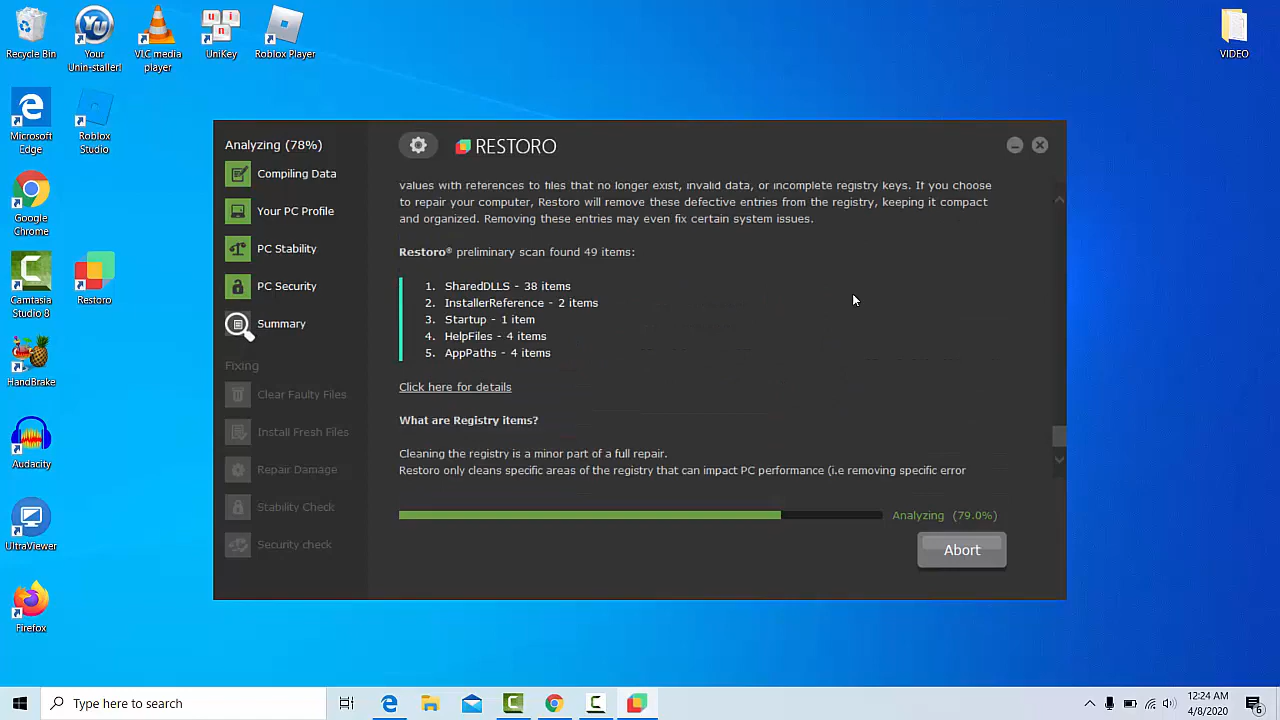 Recycle Bin
Your
Unin-staller!
VLC media
player
UniKey
Roblox Player
VIDEO
Microsoft
Edge
Roblox
Studio
Google
Chrome
Camtasia
Studio 8
Restoro
HandBrake
Audacity
UltraViewer
Firefox
Analyzing (78%)
Compiling Data
Your PC Profile
PC Stability
PC Security
Summary
Fixing
Clear Faulty Files
Install Fresh Files
Repair Damage
Stability Check
Security check
RESTORO
values with references to files that no longer exist, invalid data, or incomplete registry keys. If you choose
to repair your computer, Restoro will remove these defective entries from the registry, keeping it compact
and organized. Removing these entries may even fix certain system issues.
Restoro® preliminary scan found 49 items:
1. SharedDLLS - 38 items
2. InstallerReference - 2 items
3. Startup - 1 item
4. HelpFiles - 4 items
5. AppPaths - 4 items
Click here for details
What are Registry items?
Cleaning the registry is a minor part of a full repair.
Restoro only cleans specific areas of the registry that can impact PC performance (i.e removing specific error
Analyzing (79.0%)
Abort
Type here to search
12:24 AM
4/8/2020
6